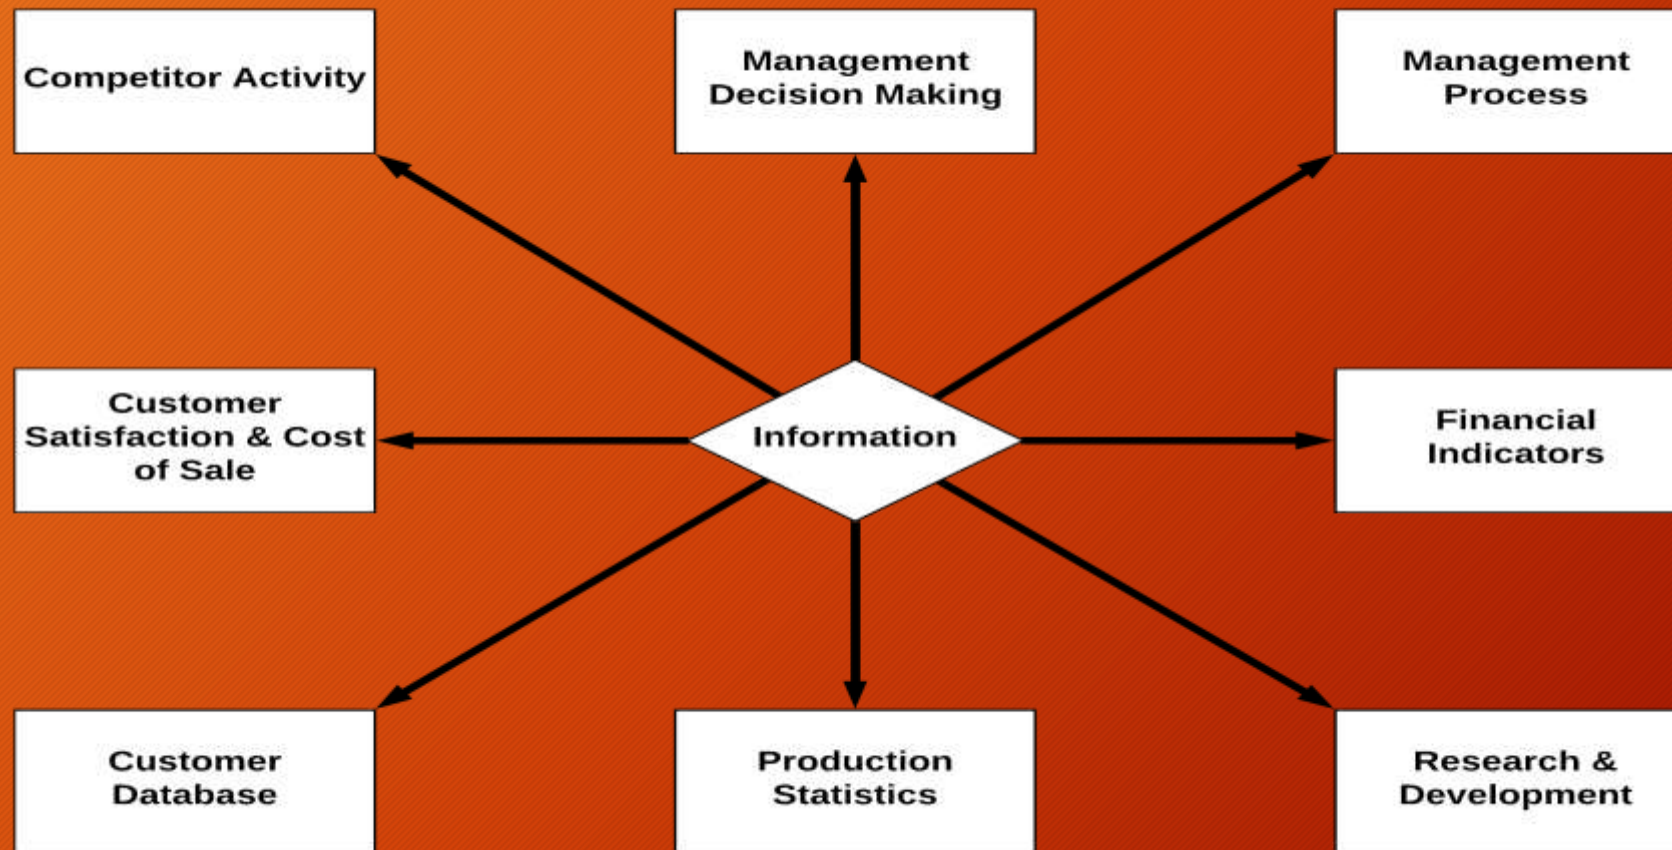 Competitor Activity
Management
Decision Making
Management
Process
Customer
Satisfaction & Cost
of Sale
Information
Financial
Indicators
Customer
Database
Production
Statistics
Research &
Development